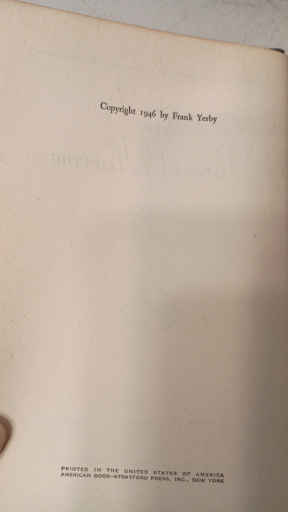 Copyright 1946 by Frank Yerby
PRINTED IN THE UNITED STATES OF AMERICA
AMERICAN BOOK–STRATFORD PRESS, INC., NEW YORK